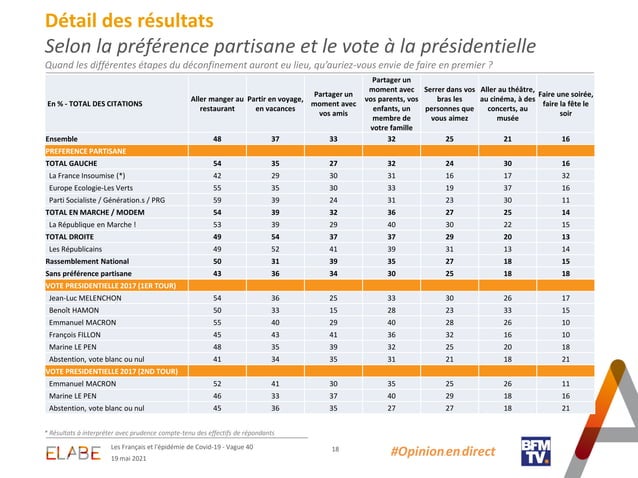 Détail des résultats
Selon la préférence partisane et le vote à la présidentielle
Quand les différentes étapes du déconfinement auront eu lieu, qu'auriez-vous envie de faire en premier ?
En % - TOTAL DES CITATIONS | Aller manger au restaurant | Partir en voyage, en vacances | Partager un moment avec vos amis | Partager un moment avec vos parents, vos enfants, un membre de votre famille | Serrer dans vos bras les personnes que vous aimez | Aller au théâtre, au cinéma, à des concerts, au musée | Faire une soirée, faire la fête le soir
Ensemble 48 37 33 32 25 21 16
PREFERENCE PARTISANE
TOTAL GAUCHE 54 35 27 32 24 30 16
La France Insoumise (*) 42 29 30 31 16 17 32
Europe Ecologie-Les Verts 55 35 30 33 19 37 16
Parti Socialiste / Génération.s / PRG 59 39 24 31 23 30 11
TOTAL EN MARCHE / MODEM 54 39 32 36 27 25 14
La République en Marche ! 53 39 29 40 30 22 15
TOTAL DROITE 49 54 37 37 29 20 13
Les Républicains 49 52 41 39 31 13 14
Rassemblement National 50 31 39 35 27 18 15
Sans préférence partisane 43 36 34 30 25 18 18
VOTE PRESIDENTIELLE 2017 (1ER TOUR)
Jean-Luc MELENCHON 54 36 25 33 30 26 17
Benoît HAMON 50 33 15 28 23 33 15
Emmanuel MACRON 55 40 29 40 28 26 10
François FILLON 45 43 41 36 32 16 10
Marine LE PEN 48 35 39 32 25 20 18
Abstention, vote blanc ou nul 41 34 35 31 21 18 21
VOTE PRESIDENTIELLE 2017 (2ND TOUR)
Emmanuel MACRON 52 41 30 35 25 26 11
Marine LE PEN 46 33 37 40 29 18 16
Abstention, vote blanc ou nul 45 36 35 27 27 18 21
* Résultats à interpréter avec prudence compte-tenu des effectifs de répondants
ELABE
Les Français et l'épidémie de Covid-19 - Vague 40
19 mai 2021
18
#Opinionendirect
BFM
TV.